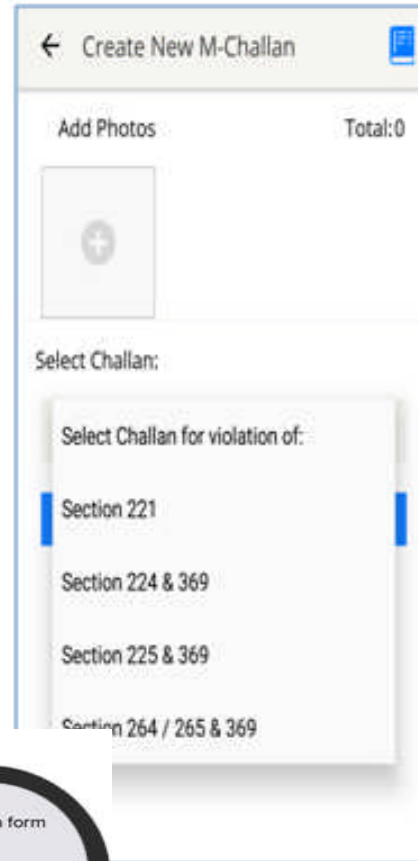 Create New M-Challan
Add Photos Total:0
Select Challan:
Select Challan for violation of:
Section 221
Section 224 & 369
Section 225 & 369
Section 264 / 265 & 369
form